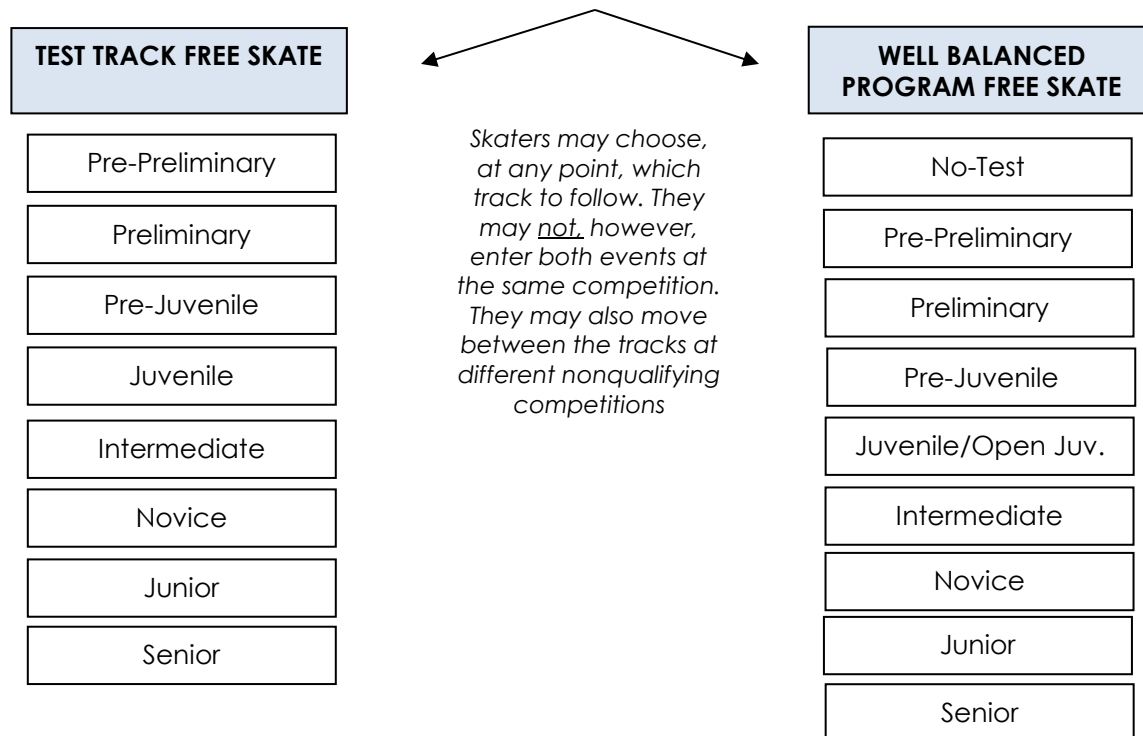 TEST TRACK FREE SKATE
Pre-Preliminary
Preliminary
Pre-Juvenile
Juvenile
Intermediate
Novice
Junior
Senior
Skaters may choose,
at any point, which
track to follow. They
may not, however,
enter both events at
the same competition.
They may also move
between the tracks at
different nonqualifying
competitions
WELL BALANCED
PROGRAM FREE SKATE
No-Test
Pre-Preliminary
Preliminary
Pre-Juvenile
Juvenile/Open Juv.
Intermediate
Novice
Junior
Senior